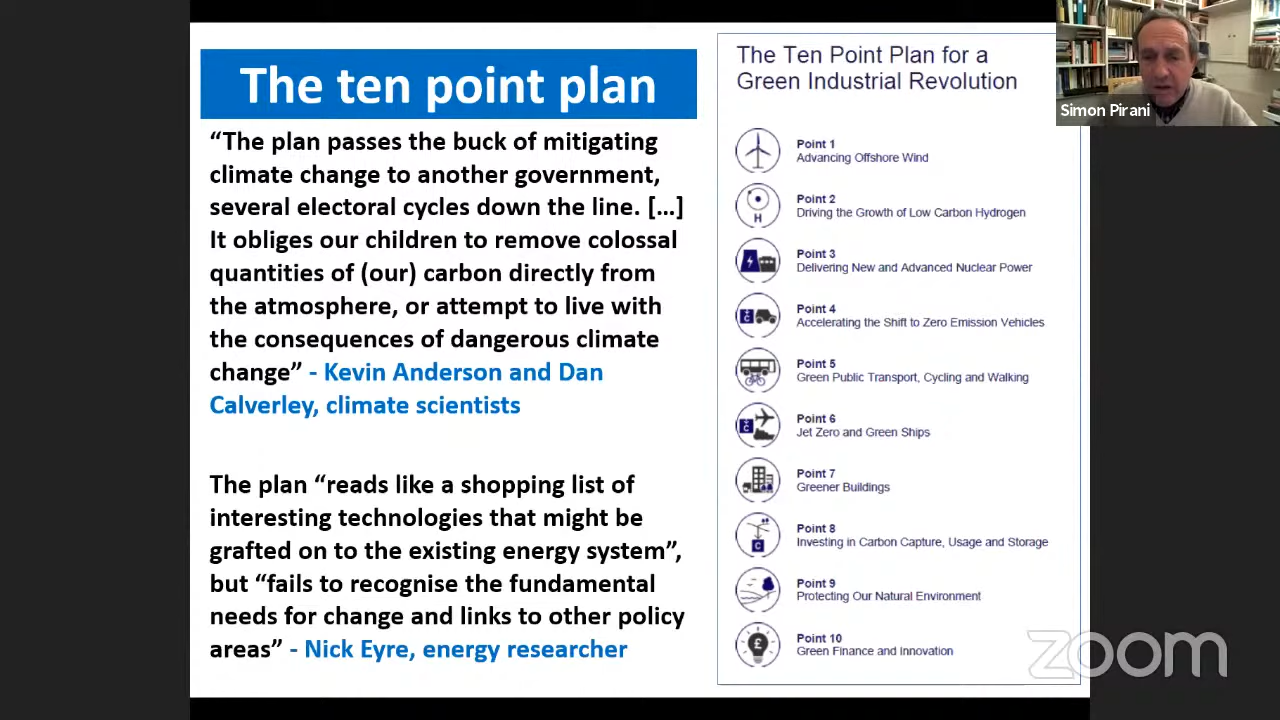 The ten point plan
“The plan passes the buck of mitigating
climate change to another government,
several electoral cycles down the line. […]
It obliges our children to remove colossal
quantities of (our) carbon directly from
the atmosphere, or attempt to live with
the consequences of dangerous climate
change” - Kevin Anderson and Dan
Calverley, climate scientists
The plan “reads like a shopping list of
interesting technologies that might be
grafted on to the existing energy system”,
but “fails to recognise the fundamental
needs for change and links to other policy
areas” - Nick Eyre, energy researcher
The Ten Point Plan for a
Green Industrial Revolution
Point 1
Advancing Offshore Wind
H
Point 2
Driving the Growth of Low Carbon Hydrogen
Point 3
Delivering New and Advanced Nuclear Power
Point 4
Accelerating the Shift to Zero Emission Vehicles
Point 5
Green Public Transport, Cycling and Walking
Point 6
Jet Zero and Green Ships
Point 7
Greener Buildings
C
Point 8
Investing in Carbon Capture, Usage and Storage
Point 9
Protecting Our Natural Environment
£
Point 10
Green Finance and Innovation
Simon Pirani
zoom